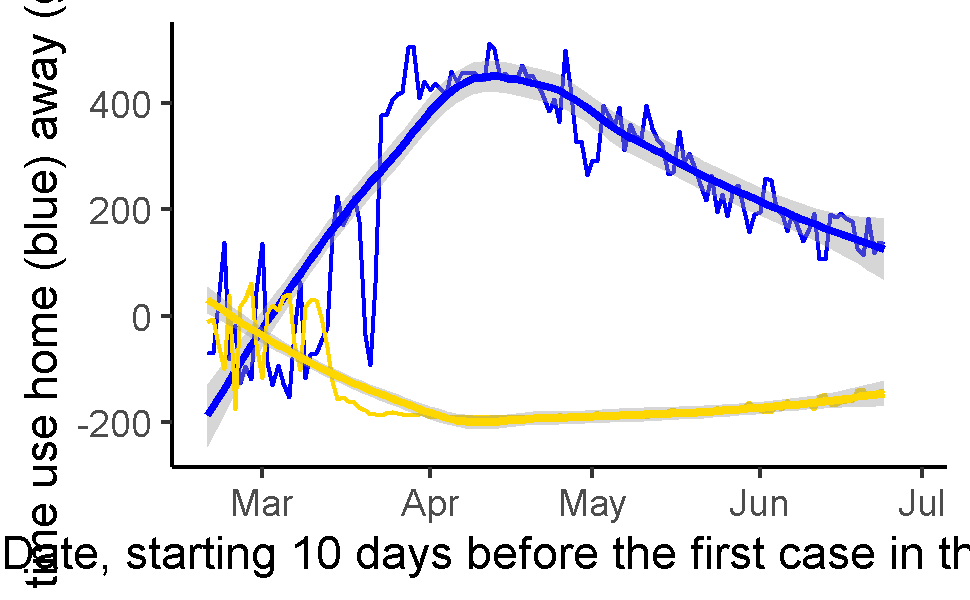 time use home (blue) away (
400
200
0
-200
Mar Apr May Jun Jul
Date, starting 10 days before the first case in th